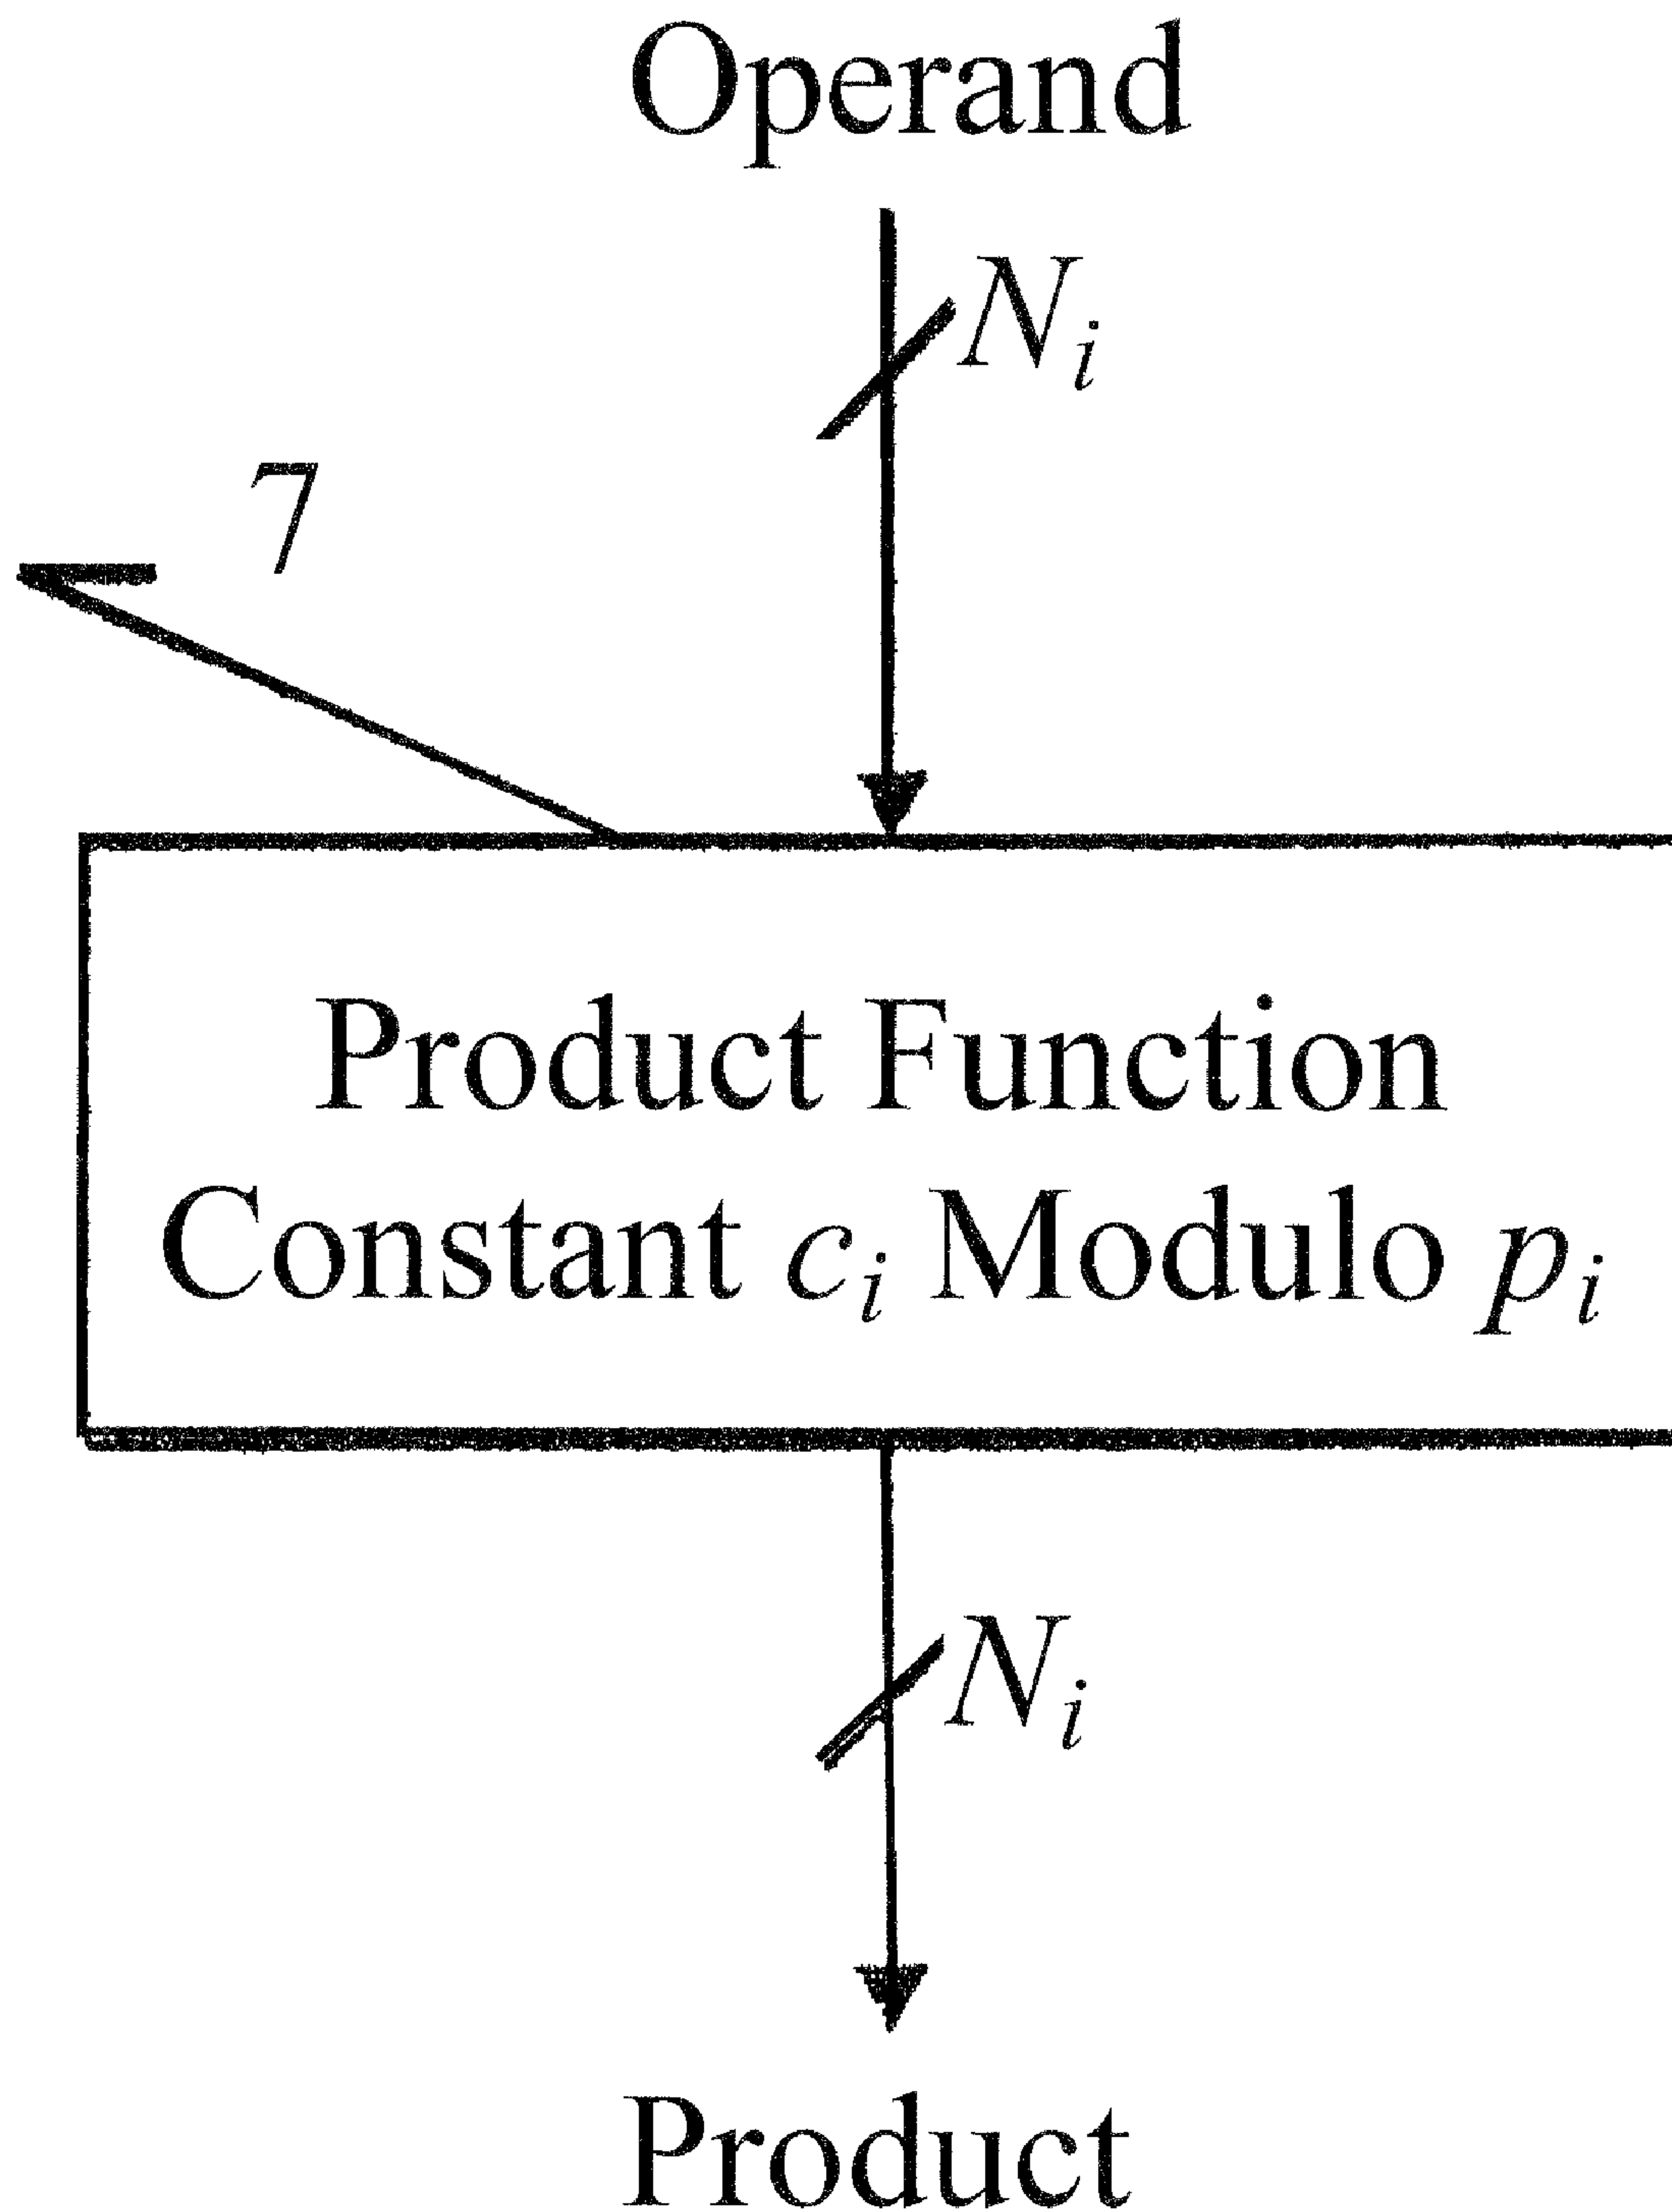 Operand
N_i
7
Product Function
Constant c_i Modulo p_i
N_i
Product